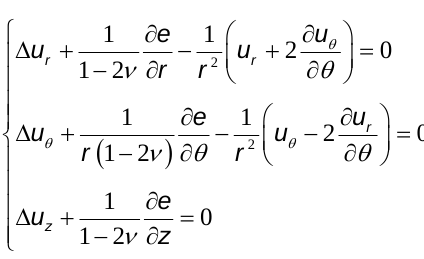 Δu_r + \frac{1}{1-2ν} \frac{∂e}{∂r} − \frac{1}{r^2} \left( u_r + 2 \frac{∂u_θ}{∂θ} \right) = 0
Δu_θ + \frac{1}{r(1-2ν)} \frac{∂e}{∂θ} − \frac{1}{r^2} \left( u_θ − 2 \frac{∂u_r}{∂θ} \right) = 0
Δu_z + \frac{1}{1-2ν} \frac{∂e}{∂z} = 0